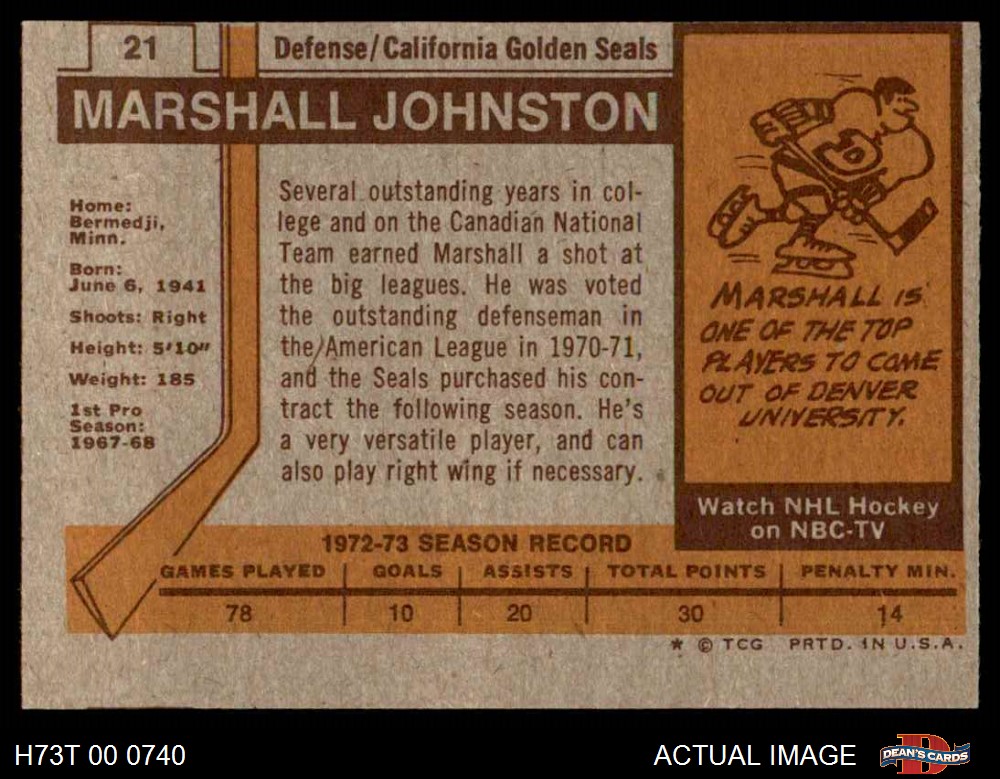 21
Defense/California Golden Seals
MARSHALL JOHNSTON
Home:
Bermedji,
Minn.
Born:
June 6, 1941
Shoots: Right
Height: 5'10"
Weight: 185
1st Pro
Season:
1967-68
Several outstanding years in col-
lege and on the Canadian National
Team earned Marshall a shot at
the big leagues. He was voted
the outstanding defenseman in
the American League in 1970-71,
and the Seals purchased his con-
tract the following season. He's
a very versatile player, and can
also play right wing if necessary.
MARSHALL IS
ONE OF THE TOP
PLAYERS TO COME
OUT OF DENVER
UNIVERSITY.
Watch NHL Hockey
on NBC-TV
1972-73 SEASON RECORD
GAMES PLAYED GOALS ASSISTS TOTAL POINTS PENALTY MIN.
78 10 20 30 14
* © TCG PRTD. IN U.S.A.
H73T 00 0740
ACTUAL IMAGE
DEAN'S CARDS